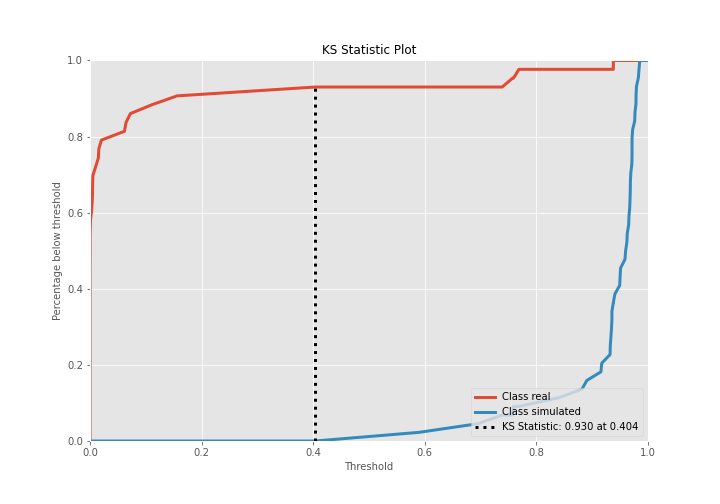 KS Statistic Plot
1.0
0.8
0.6
0.4
0.2
0.0
Percentage below threshold
0.0 0.2 0.4 0.6 0.8 1.0
Threshold
Class real
Class simulated
KS Statistic: 0.930 at 0.404